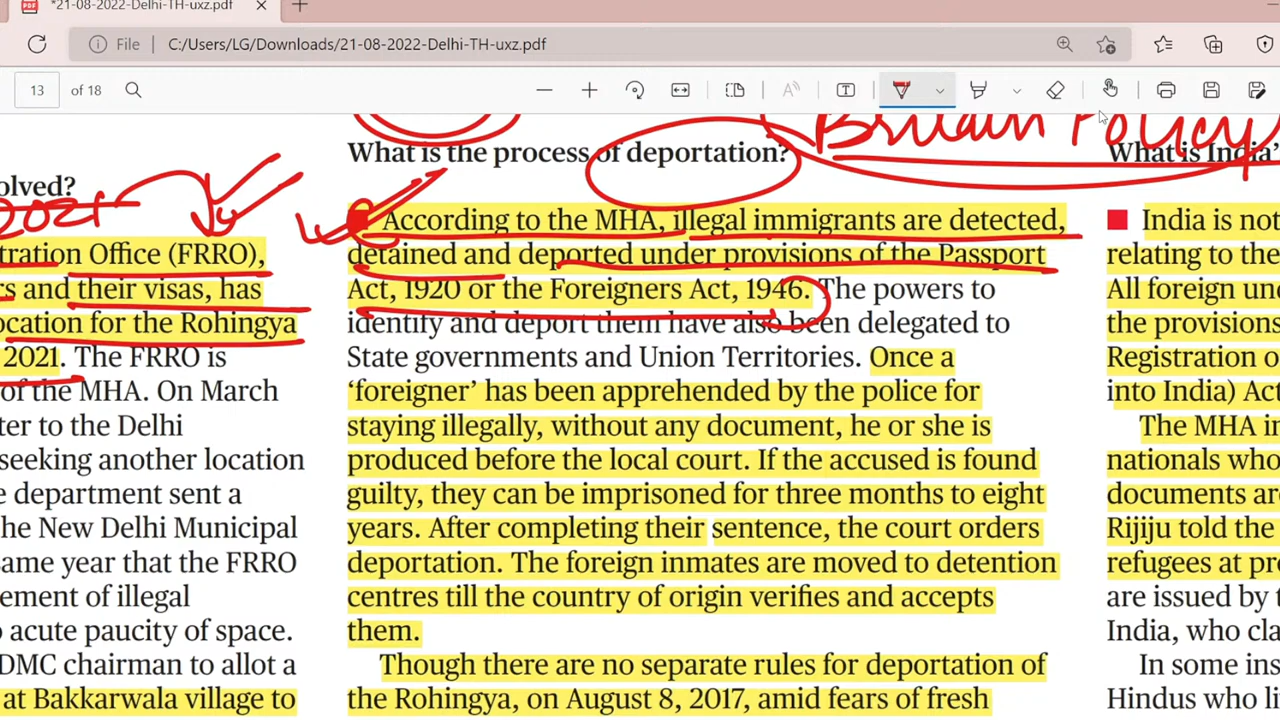 *21-08-2022-Delhi-TH-uxz.pdf
File C:/Users/LG/Downloads/21-08-2022-Delhi-TH-uxz.pdf
13 of 18
Britain Policy
olved?
2021
tration Office (FRRO),
rs and their visas, has
ocation for the Rohingya
2021. The FRRO is
of the MHA. On March
ter to the Delhi
seeking another location
e department sent a
he New Delhi Municipal
same year that the FRRO
ement of illegal
o acute paucity of space.
DMC chairman to allot a
at Bakkarwala village to
What is the process of deportation?
According to the MHA, illegal immigrants are detected,
detained and deported under provisions of the Passport
Act, 1920 or the Foreigners Act, 1946. The powers to
identify and deport them have also been delegated to
State governments and Union Territories. Once a
‘foreigner’ has been apprehended by the police for
staying illegally, without any document, he or she is
produced before the local court. If the accused is found
guilty, they can be imprisoned for three months to eight
years. After completing their sentence, the court orders
deportation. The foreign inmates are moved to detention
centres till the country of origin verifies and accepts
them.
Though there are no separate rules for deportation of
the Rohingya, on August 8, 2017, amid fears of fresh
What is India’
India is not
relating to the
All foreign un
the provisions
Registration o
into India) Act
The MHA in
nationals who
documents are
Rijiju told the
refugees at pr
are issued by t
India, who cla
In some ins
Hindus who li